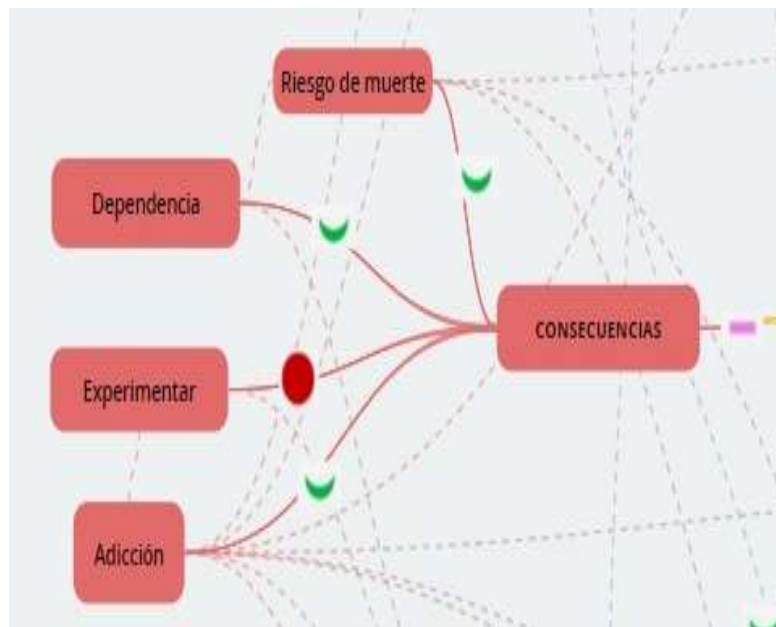 Riesgo de muerte
Dependencia
CONSECUENCIAS
Experimentar
Adicción